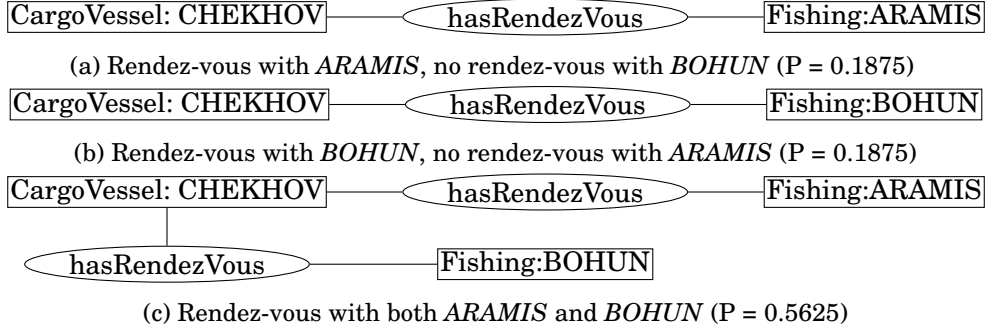 CargoVessel: CHEKHOV hasRendezVous Fishing:ARAMIS
(a) Rendez-vous with ARAMIS, no rendez-vous with BOHUN (P = 0.1875)
CargoVessel: CHEKHOV hasRendezVous Fishing:BOHUN
(b) Rendez-vous with BOHUN, no rendez-vous with ARAMIS (P = 0.1875)
CargoVessel: CHEKHOV hasRendezVous Fishing:ARAMIS
hasRendezVous Fishing:BOHUN
(c) Rendez-vous with both ARAMIS and BOHUN (P = 0.5625)